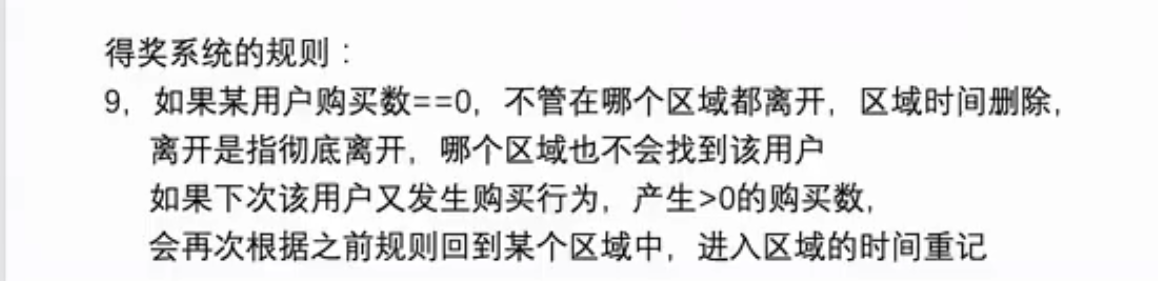 得奖系统的规则：
9，如果某用户购买数==0，不管在哪个区域都离开，区域时间删除，
离开是指彻底离开，哪个区域也不会找到该用户
如果下次该用户又发生购买行为，产生>0的购买数，
会再次根据之前规则回到某个区域中，进入区域的时间重记